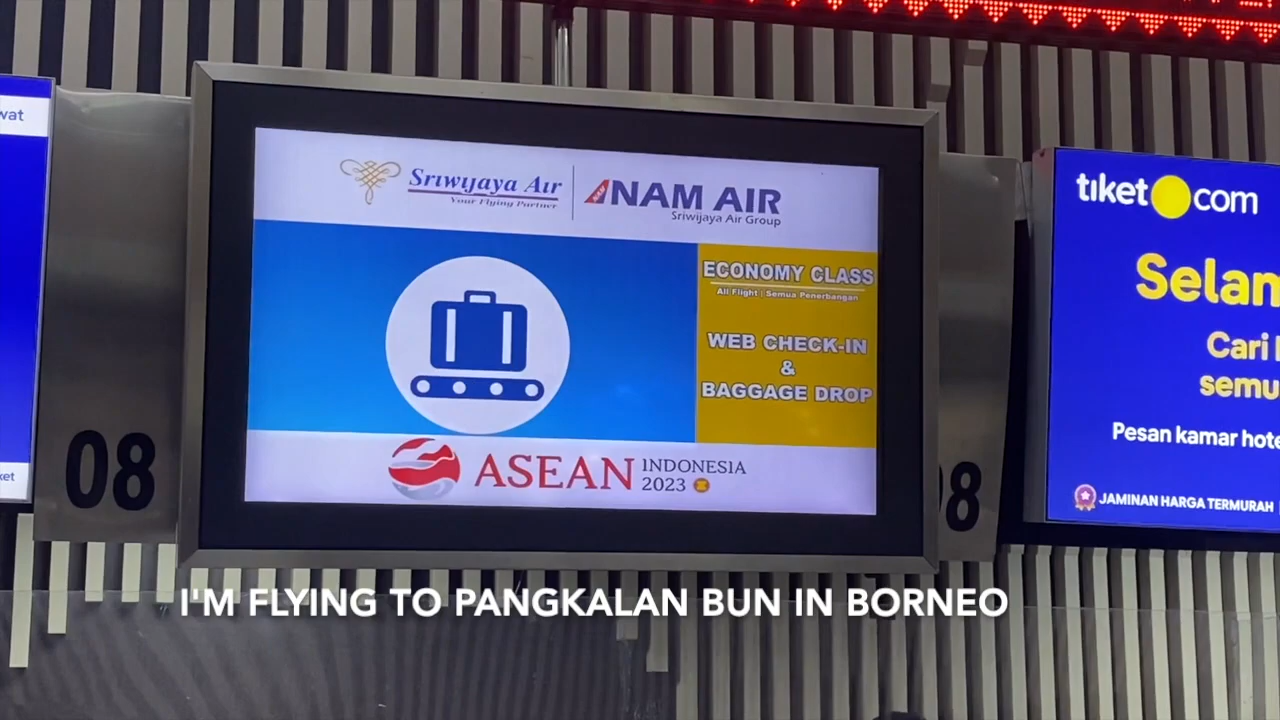 wat
ket
08
Sriwijaya Air
Your Flying Partner
NAM
NAM AIR
Sriwijaya Air Group
ECONOMY CLASS
All Flight | Semua Penerbangan
WEB CHECK-IN
&
BAGGAGE DROP
ASEAN
INDONESIA
2023
08
tiket.com
Selan
Cari
semu
Pesan kamar hote
JAMINAN HARGA TERMURAH
I'M FLYING TO PANGKALAN BUN IN BORNEO